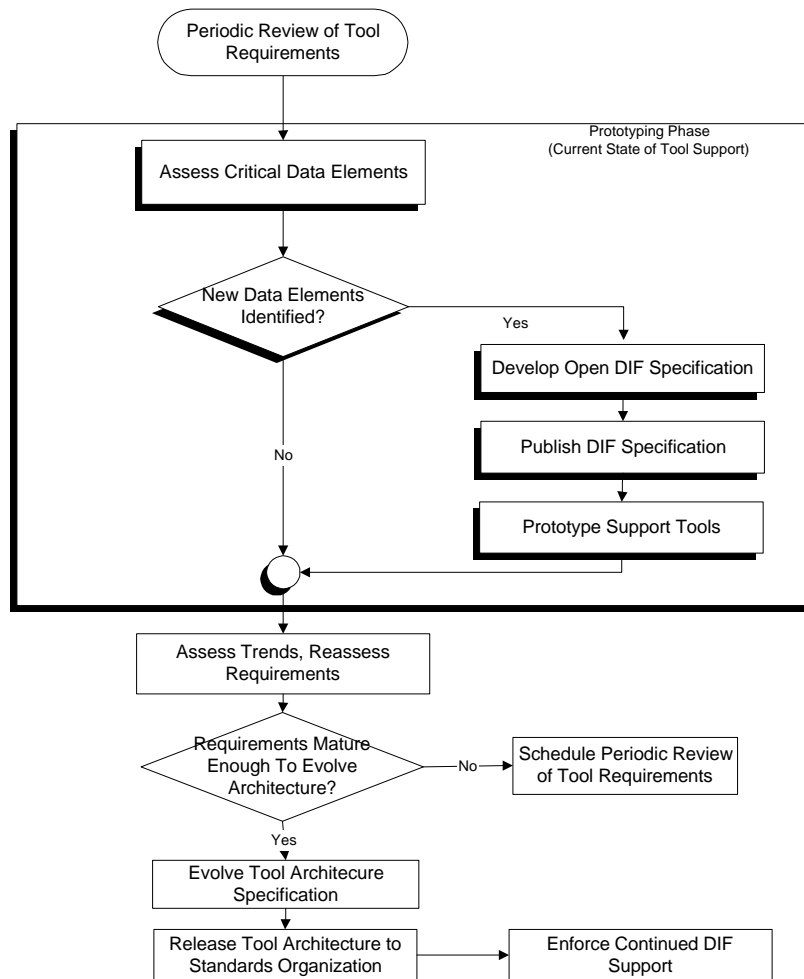 Periodic Review of Tool
Requirements
Prototyping Phase
(Current State of Tool Support)
Assess Critical Data Elements
New Data Elements
Identified?
Yes
Develop Open DIF Specification
Publish DIF Specification
No
Prototype Support Tools
Assess Trends, Reassess
Requirements
Requirements Mature
Enough To Evolve
Architecture?
No
Schedule Periodic Review
of Tool Requirements
Yes
Evolve Tool Architecure
Specification
Release Tool Architecture to
Standards Organization
Enforce Continued DIF
Support